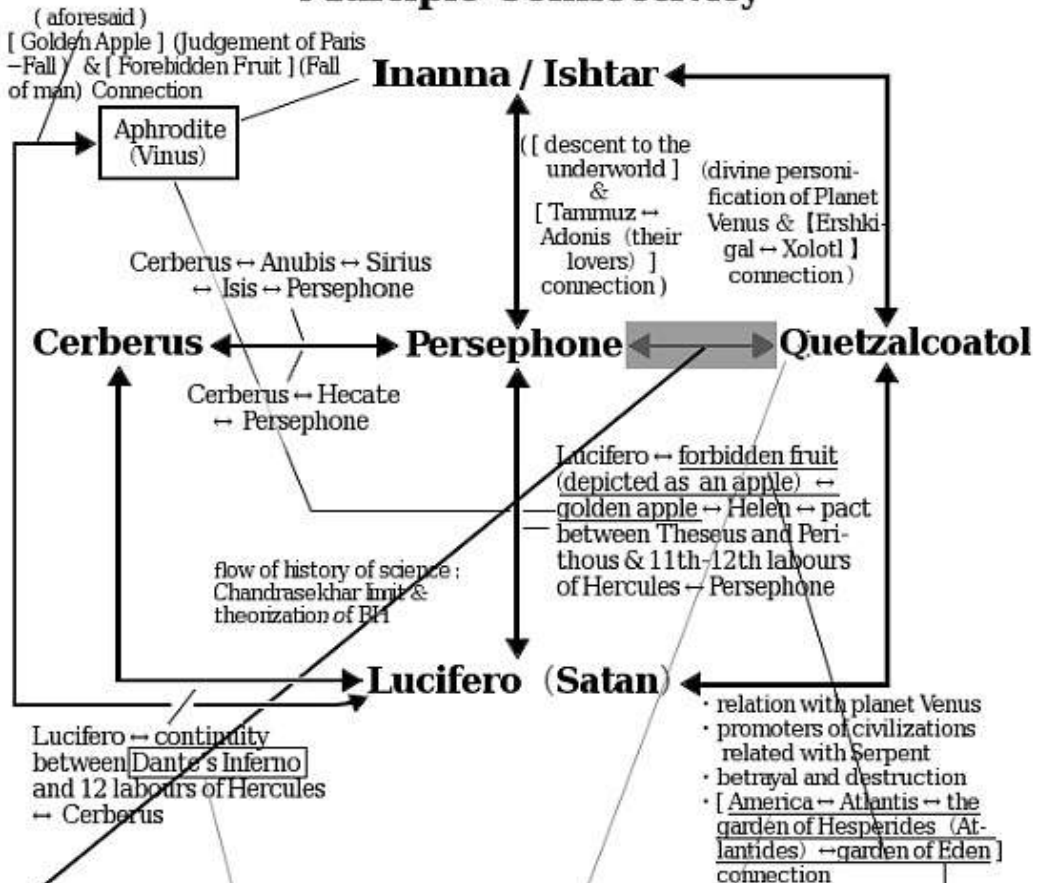 Multiple Connectivity
( aforesaid )
[ Golden Apple ] (Judgement of Paris
–Fall ) & [ Forebidden Fruit ] (Fall
of man) Connection
Inanna / Ishtar
Aphrodite
(Vinus)
([ descent to the
underworld ]
&
[ Tammuz ↔
Adonis (their
lovers) ]
connection )
(divine personi-
fication of Planet
Venus & 【Ershki-
gal ↔ Xolotl 】
connection )
Cerberus ↔ Anubis ↔ Sirius
↔ Isis ↔ Persephone
Cerberus
Persephone
Quetzalcoatol
Cerberus ↔ Hecate
↔ Persephone
Lucifero ↔ forbidden fruit
(depicted as an apple) ↔
golden apple ↔ Helen ↔ pact
between Theseus and Peri-
thous & 11th-12th labours
of Hercules ↔ Persephone
flow of history of science :
Chandrasekhar limit &
theorization of BH
Lucifero (Satan)
Lucifero ↔ continuity
between Dante's Inferno
and 12 labours of Hercules
↔ Cerberus
・relation with planet Venus
・promoters of civilizations
related with Serpent
・betrayal and destruction
・[ America ↔ Atlantis ↔ the
garden of Hesperides (At-
lantides) ↔garden of Eden ]
connection